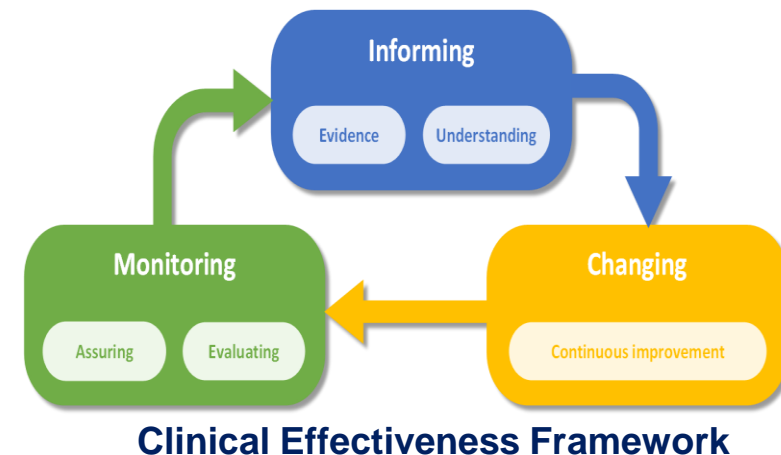 Informing
Evidence
Understanding
Monitoring
Assuring
Evaluating
Changing
Continuous improvement
Clinical Effectiveness Framework